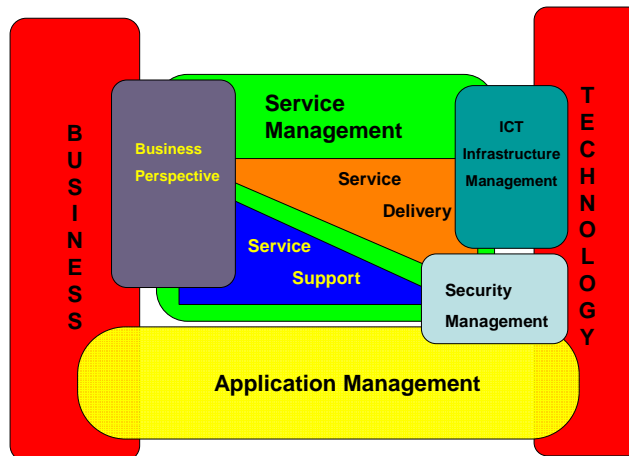 BUSINESS
Business
Perspective
Service
Management
Service
Delivery
Service
Support
ICT
Infrastructure
Management
Security
Management
TECHNOLOGY
Application Management